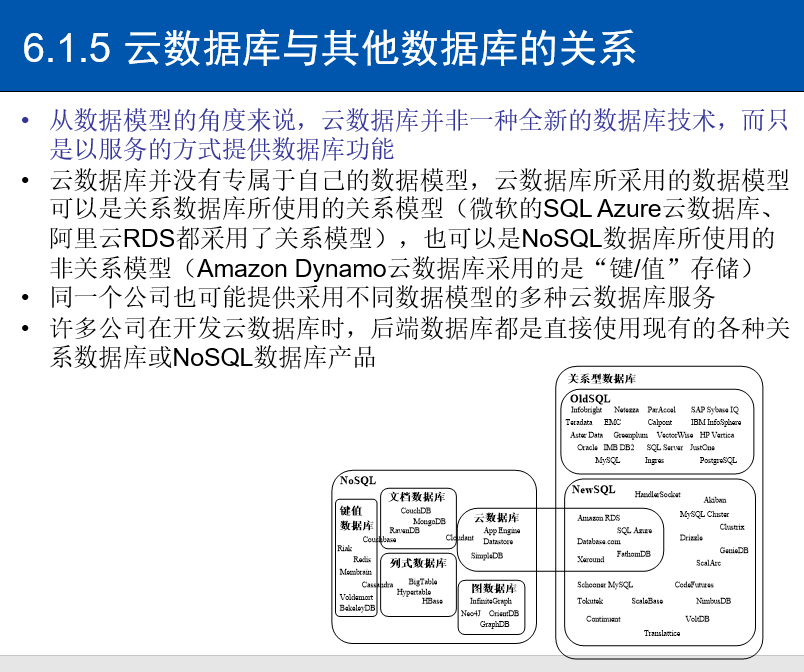 6.1.5 云数据库与其他数据库的关系
• 从数据模型的角度来说，云数据库并非一种全新的数据库技术，而只
是以服务的方式提供数据库功能
• 云数据库并没有专属于自己的数据模型，云数据库所采用的数据模型
可以是关系数据库所使用的关系模型（微软的SQL Azure云数据库、
阿里云RDS都采用了关系模型），也可以是NoSQL数据库所使用的
非关系模型（Amazon Dynamo云数据库采用的是“键/值”存储）
• 同一个公司也可能提供采用不同数据模型的多种云数据库服务
• 许多公司在开发云数据库时，后端数据库都是直接使用现有的各种关
系数据库或NoSQL数据库产品
关系型数据库
OldSQL
Infobright Netezza ParAccel SAP Sybase IQ
Teradata EMC Calpont IBM InfoSphere
Aster Data Greenplum VectorWise HP Vertica
Oracle IMB DB2 SQL Server JustOne
MySQL Ingres PostgreSQL
NoSQL
键值
数据库
Couchbase
Riak
Redis
Membrain
Cassandra
Voldemort
BekeleyDB
文档数据库
CouchDB
MongoDB
RavenDB
Cloudant
列式数据库
BigTable
Hypertable
HBase
云数据库
App Engine
Datastore
SimpleDB
图数据库
InfiniteGraph
Neo4J OrientDB
GraphDB
NewSQL
HandlerSocket
Akiban
Amazon RDS
MySQL Cluster
SQL Azure
Clustrix
Database.com
Drizzle
FathomDB
GenieDB
Xeround
ScalArc
Schooner MySQL CodeFutures
Tokutek ScaleBase NimbusDB
Continuent VoltDB
Translattice